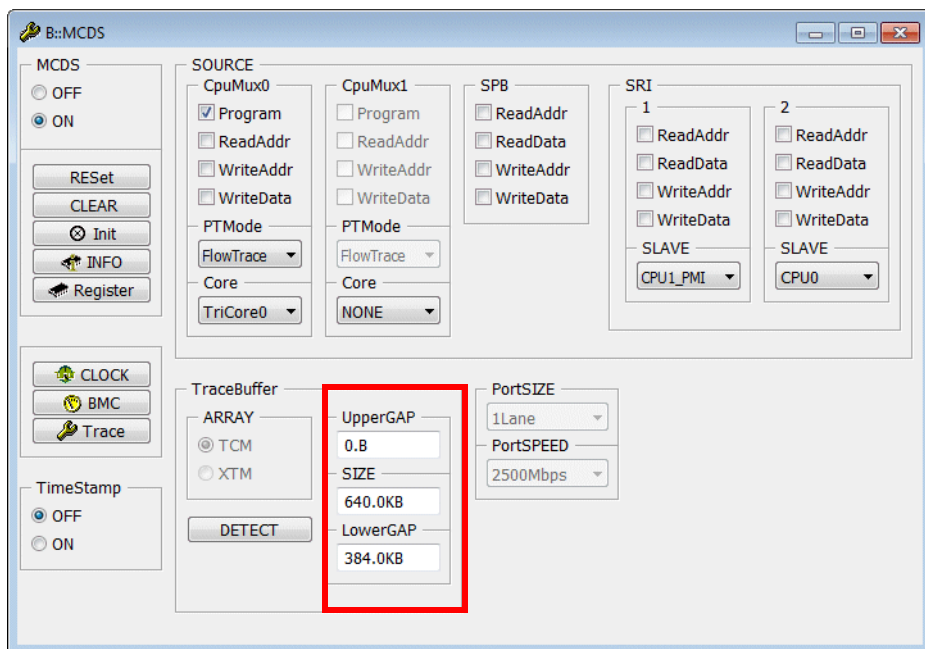 B::MCDS
MCDS
OFF
ON
RESet
CLEAR
Init
INFO
Register
CLOCK
BMC
Trace
TimeStamp
OFF
ON
SOURCE
CpuMux0
Program
ReadAddr
WriteAddr
WriteData
PTMode
FlowTrace
Core
TriCore0
CpuMux1
Program
ReadAddr
WriteAddr
WriteData
PTMode
FlowTrace
Core
NONE
SPB
ReadAddr
ReadData
WriteAddr
WriteData
SRI
1
ReadAddr
ReadData
WriteAddr
WriteData
SLAVE
CPU1_PMI
2
ReadAddr
ReadData
WriteAddr
WriteData
SLAVE
CPU0
TraceBuffer
ARRAY
TCM
XTM
DETECT
UpperGAP
0.B
SIZE
640.0KB
LowerGAP
384.0KB
PortSIZE
1Lane
PortSPEED
2500Mbps